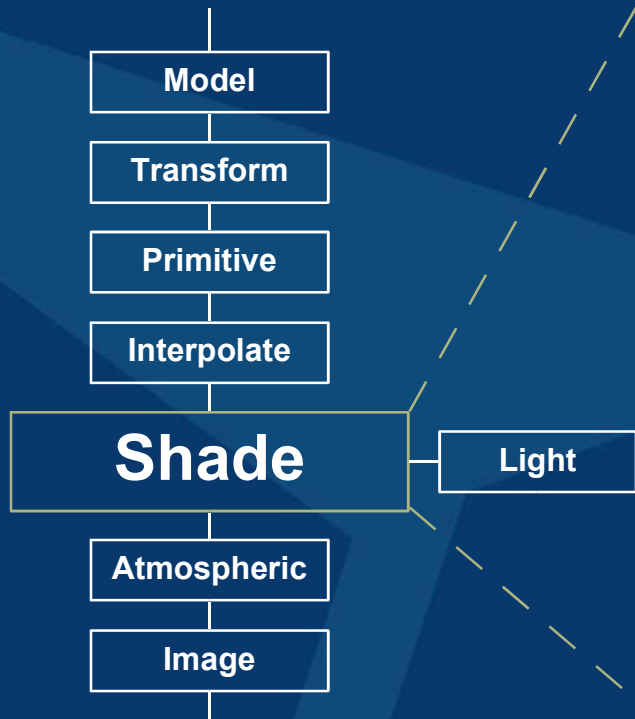 Model
Transform
Primitive
Interpolate
Shade
Light
Atmospheric
Image